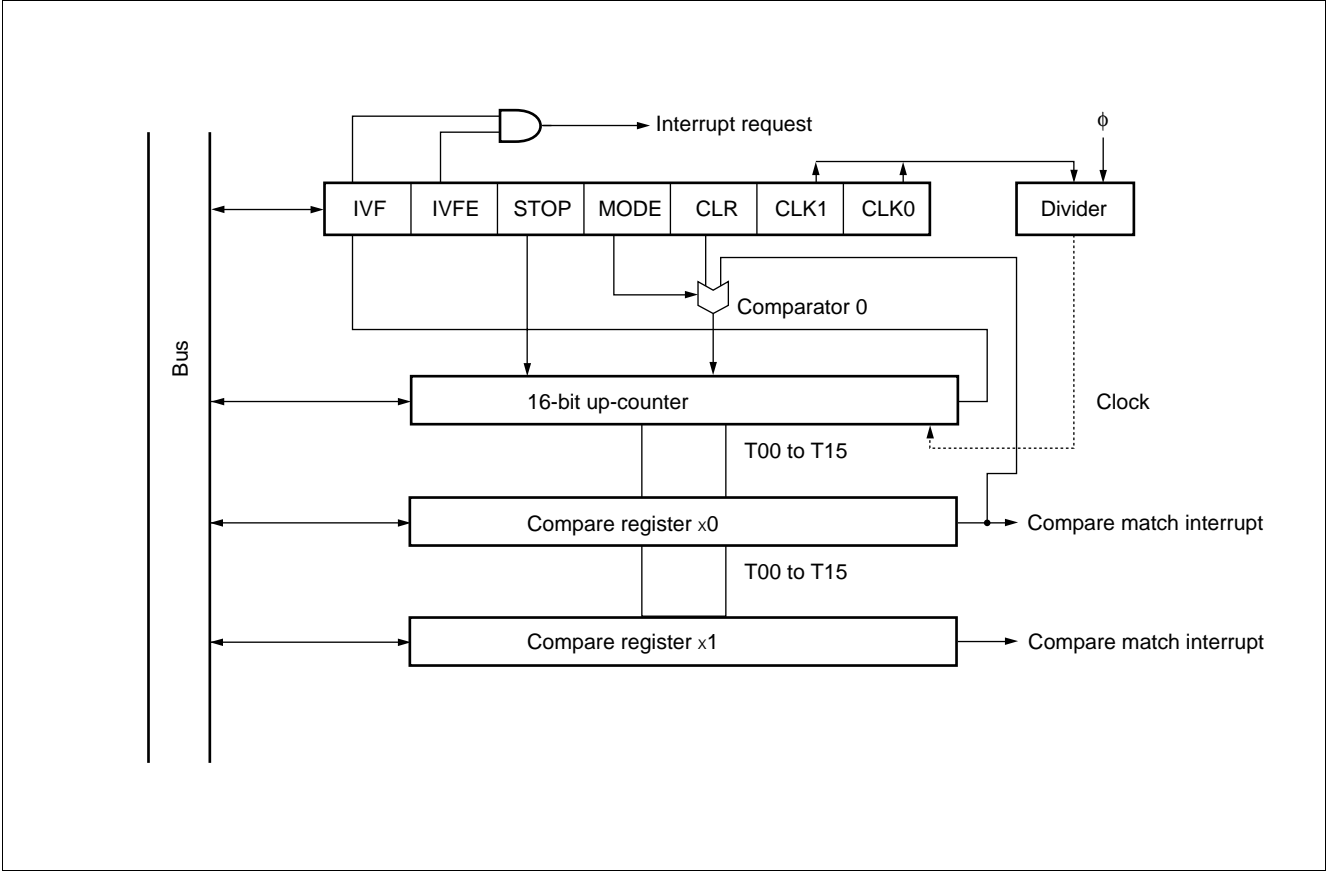 Interrupt request
ϕ
IVF IVFE STOP MODE CLR CLK1 CLK0
Divider
Comparator 0
Bus
16-bit up-counter
Clock
T00 to T15
Compare register x0
Compare match interrupt
T00 to T15
Compare register x1
Compare match interrupt